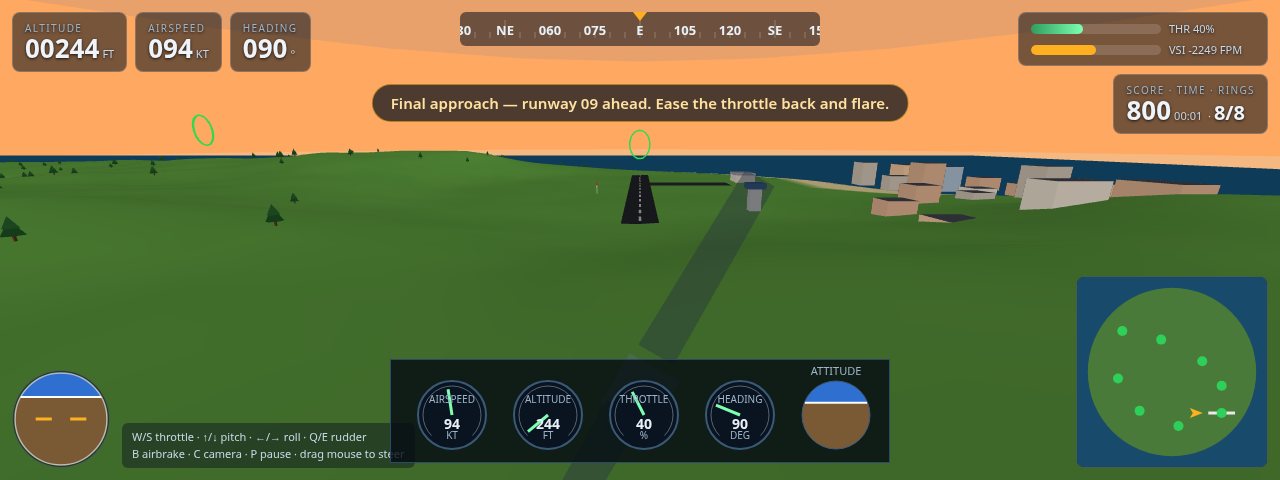 ALTITUDE
00244 FT
AIRSPEED
094 KT
HEADING
090 °
NE 060 075 E 105 120 SE
THR 40%
VSI -2249 FPM
SCORE · TIME · RINGS
800 00:01 · 8/8
Final approach — runway 09 ahead. Ease the throttle back and flare.
W/S throttle · ↑/↓ pitch · ←/→ roll · Q/E rudder
B airbrake · C camera · P pause · drag mouse to steer
AIRSPEED
94
KT
ALTITUDE
244
FT
THROTTLE
40
%
HEADING
90
DEG
ATTITUDE